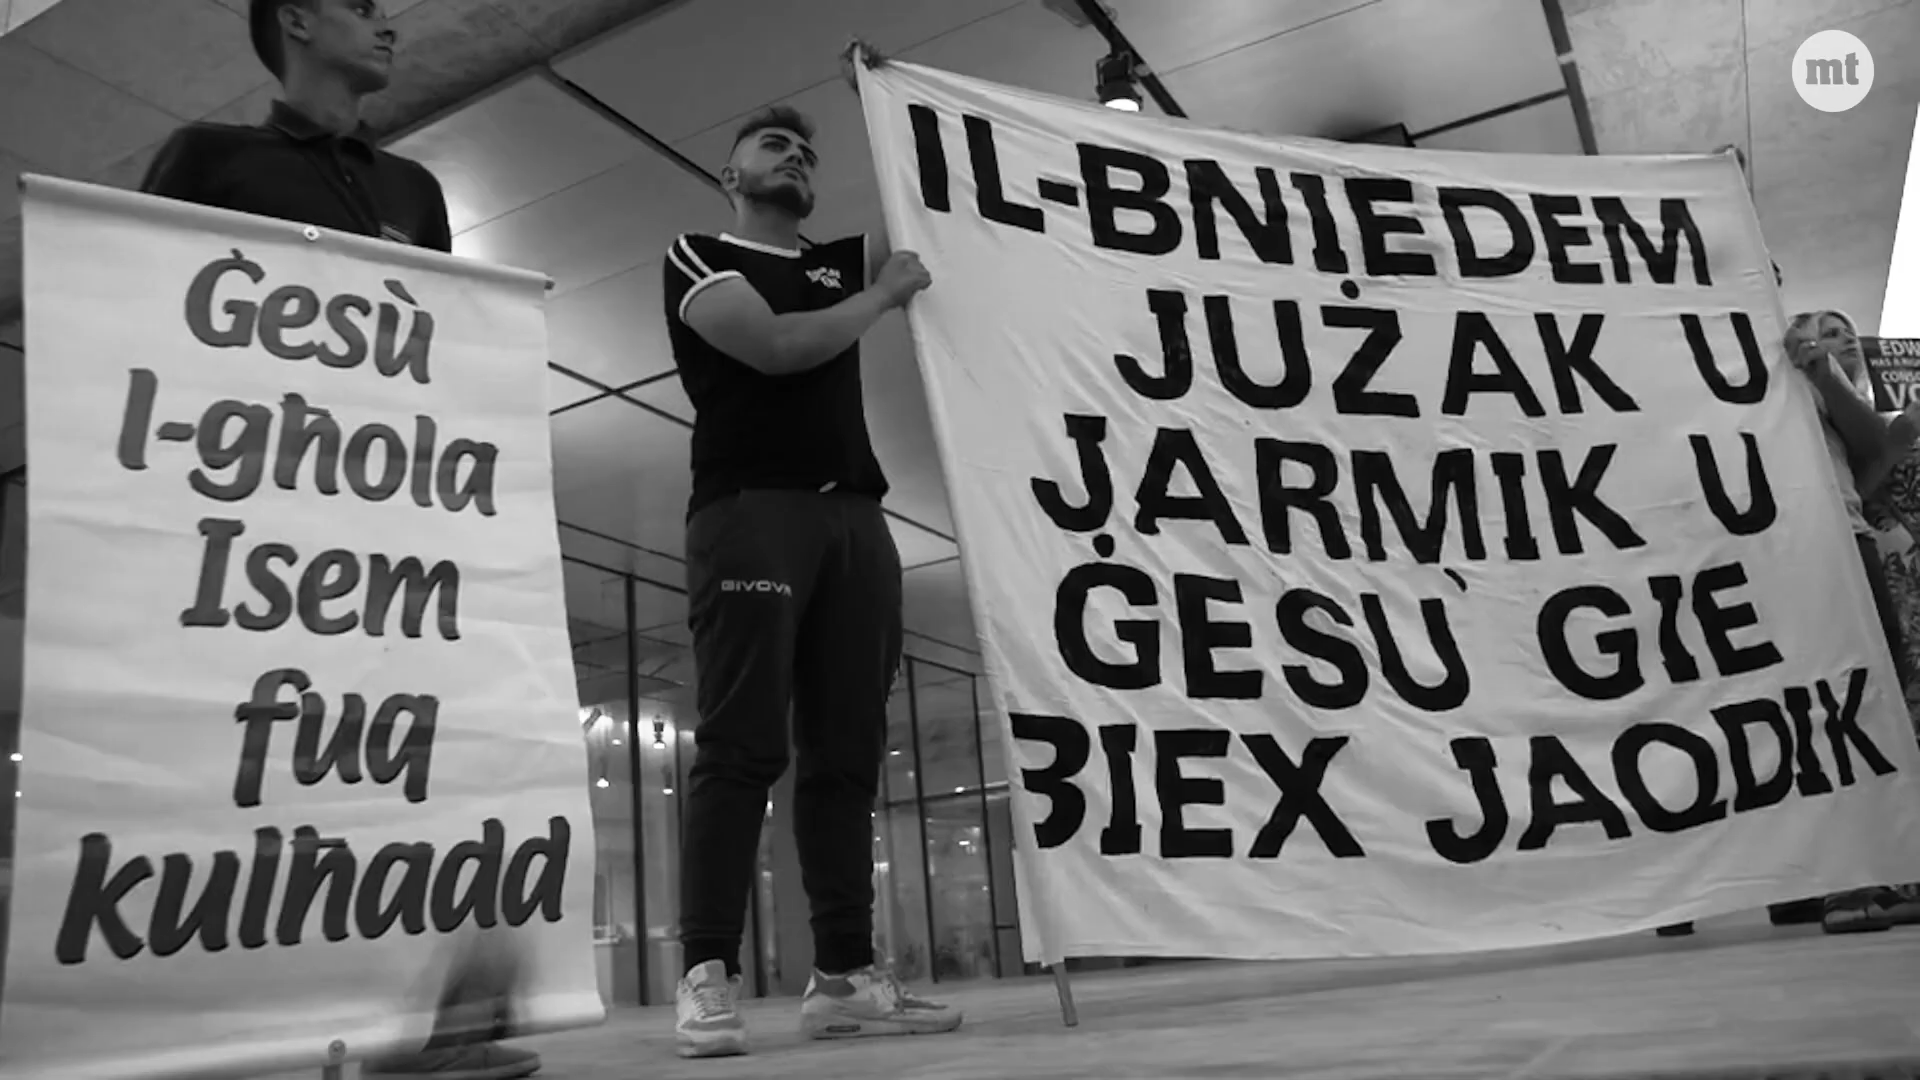 mt
Ġesù
l-għola
Isem
fuq
kulħadd
IL-BNIEDEM
JUŻAK U
JARMIK U
ĠESU` GIE
BIEX JAQDIK
GIVOVA